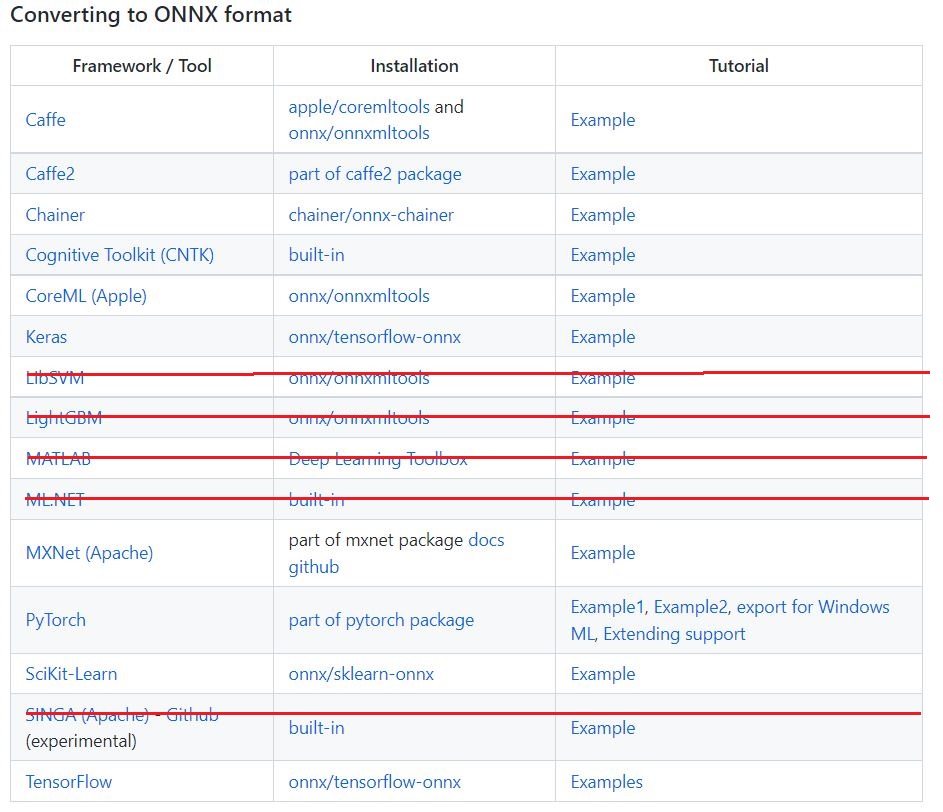 Converting to ONNX format
Framework / Tool Installation Tutorial
Caffe apple/coremltools and onnx/onnxmltools Example
Caffe2 part of caffe2 package Example
Chainer chainer/onnx-chainer Example
Cognitive Toolkit (CNTK) built-in Example
CoreML (Apple) onnx/onnxmltools Example
Keras onnx/tensorflow-onnx Example
LibSVM onnx/onnxmltools Example
LightGBM onnx/onnxmltools Example
MATLAB Deep Learning Toolbox Example
ML.NET built-in Example
MXNet (Apache) part of mxnet package docs github Example
PyTorch part of pytorch package Example1, Example2, export for Windows ML, Extending support
SciKit-Learn onnx/sklearn-onnx Example
SINGA (Apache) - Github (experimental) built-in Example
TensorFlow onnx/tensorflow-onnx Examples